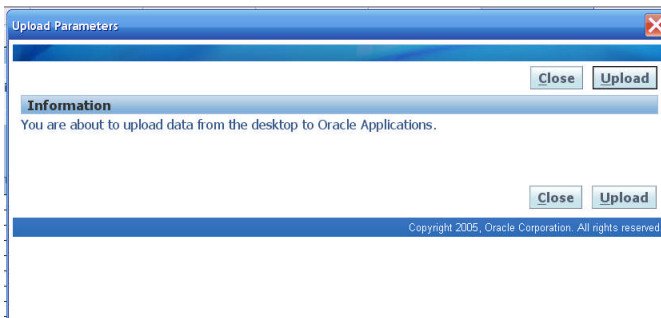 Upload Parameters
Close Upload
Information
You are about to upload data from the desktop to Oracle Applications.
Close Upload
Copyright 2005, Oracle Corporation. All rights reserved.